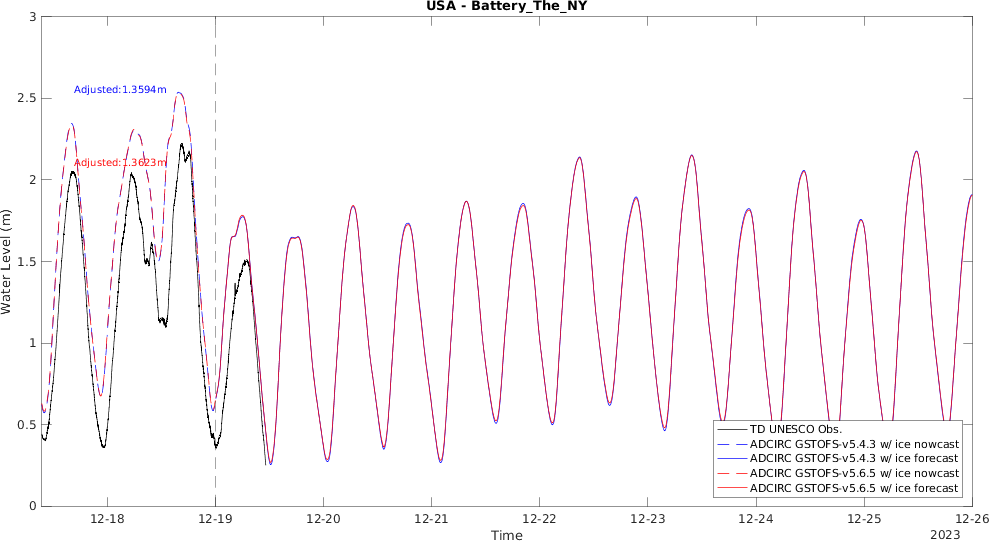 USA - Battery_The_NY
3
2.5
2
1.5
1
0.5
0
Water Level (m)
Adjusted:1.3594m
Adjusted:1.3623m
TD UNESCO Obs.
ADCIRC GSTOFS-v5.4.3 w/ ice nowcast
ADCIRC GSTOFS-v5.4.3 w/ ice forecast
ADCIRC GSTOFS-v5.6.5 w/ ice nowcast
ADCIRC GSTOFS-v5.6.5 w/ ice forecast
12-18 12-19 12-20 12-21 12-22 12-23 12-24 12-25 12-26
Time
2023